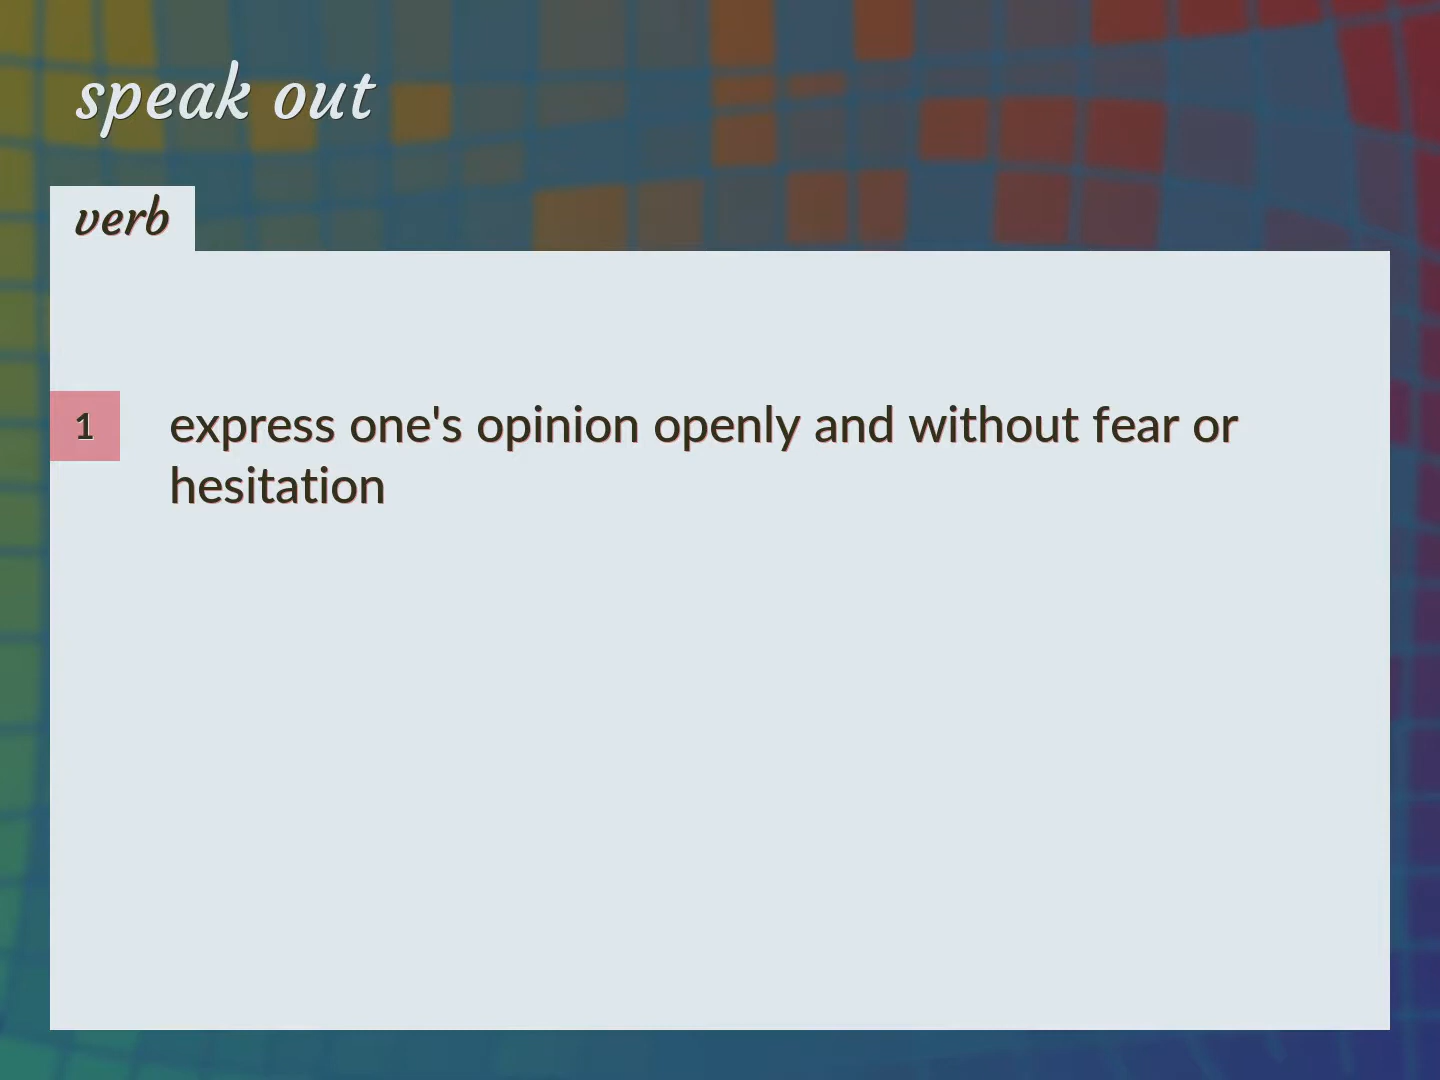 speak out
verb
1
express one's opinion openly and without fear or
hesitation